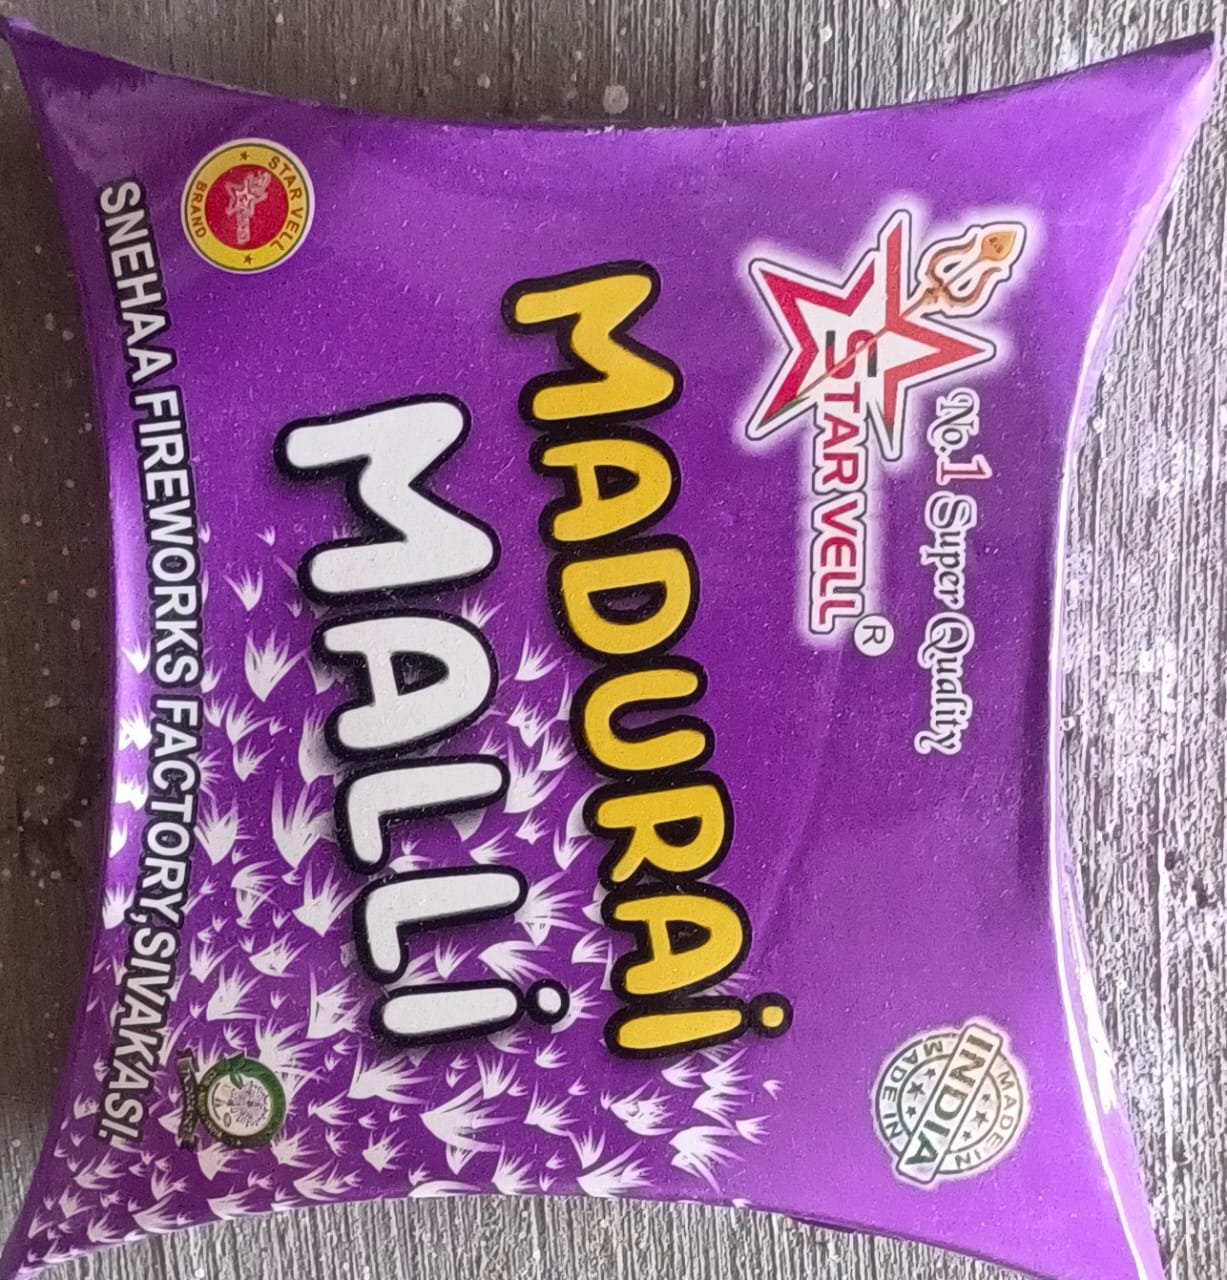 No.1 Super Quality
STAR VELL®
MADE IN
INDIA
MADE IN
MADURAi
MALLi
STAR VELL
BRAND
SNEHAA FIREWORKS FACTORY,SIVAKASI.